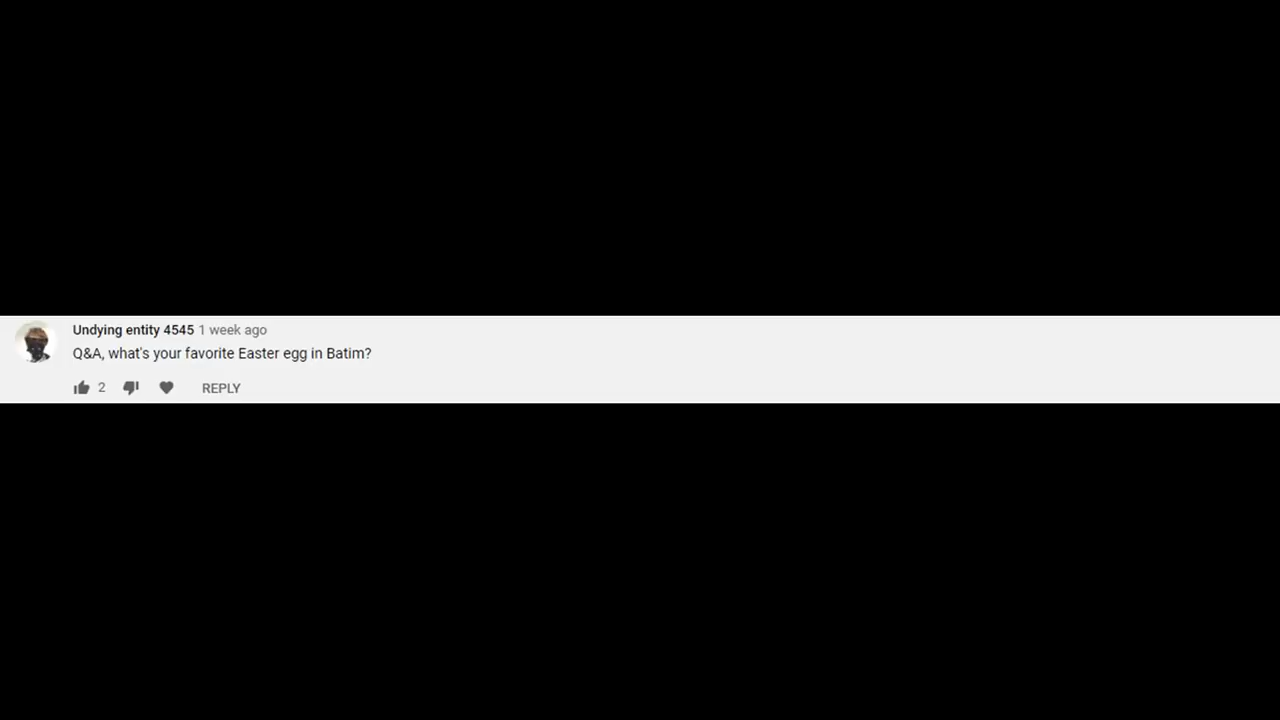 Undying entity 4545 1 week ago
Q&A, what's your favorite Easter egg in Batim?
2 REPLY